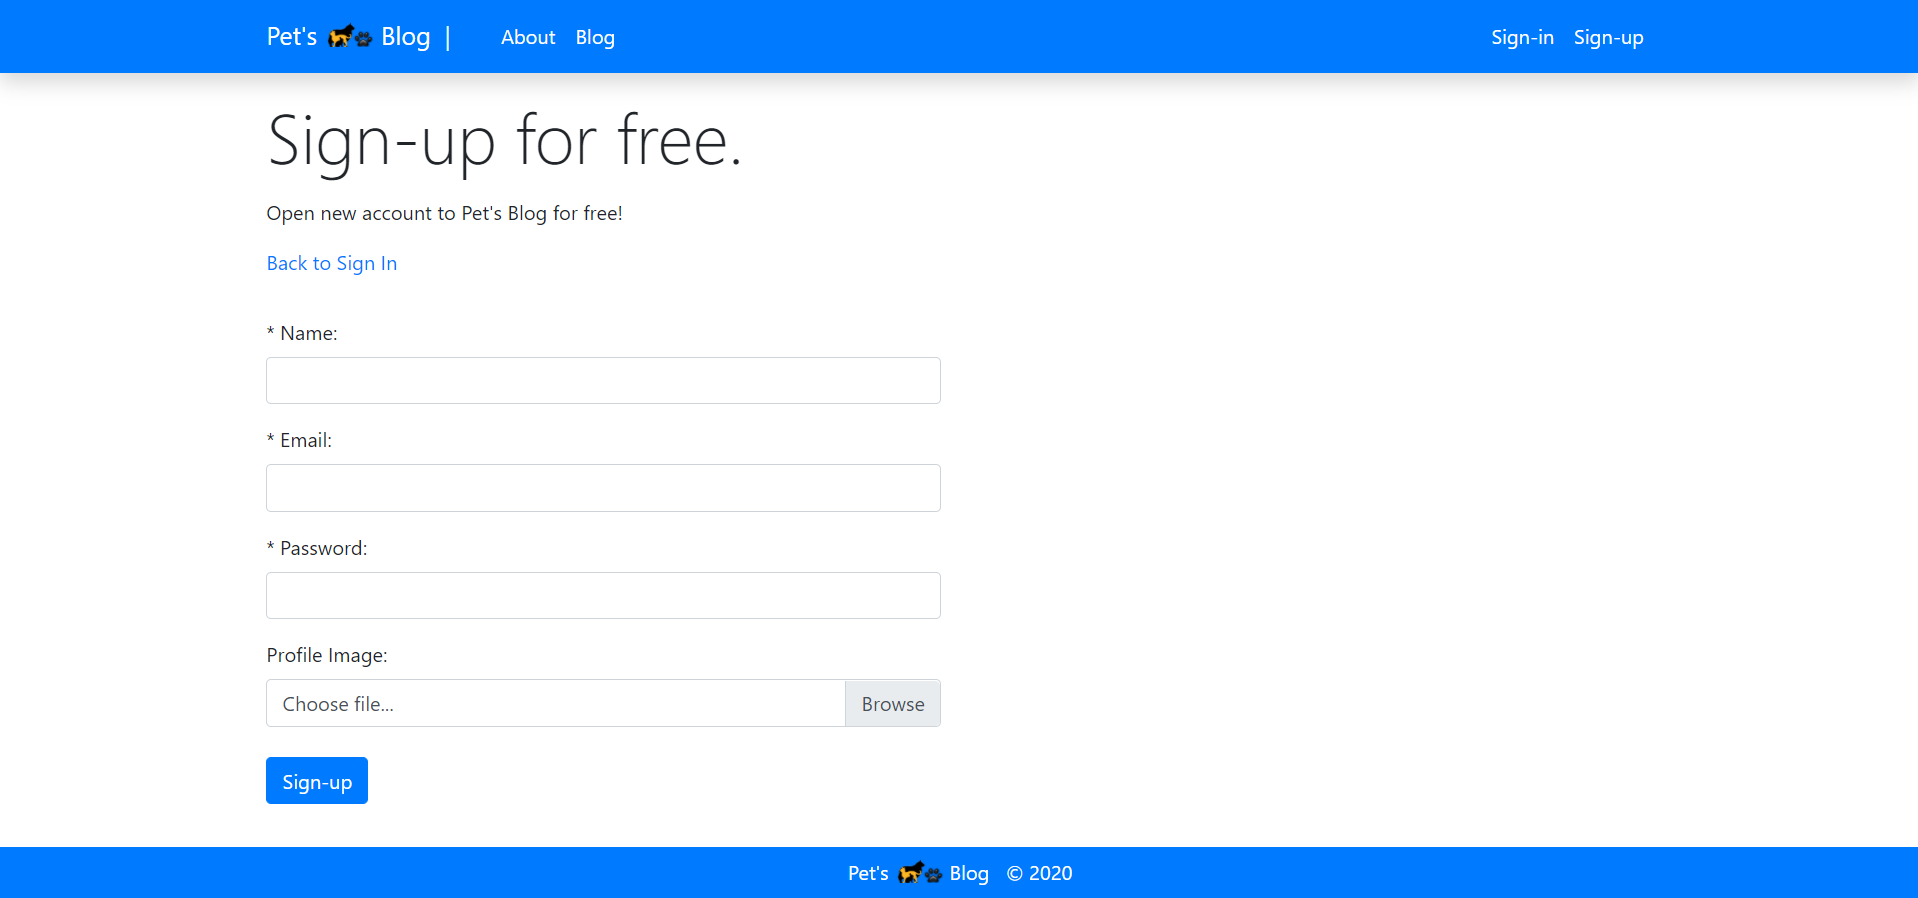 Pet's Blog | About Blog Sign-in Sign-up
Sign-up for free.
Open new account to Pet's Blog for free!
Back to Sign In
* Name:
* Email:
* Password:
Profile Image:
Choose file... Browse
Sign-up
Pet's Blog © 2020